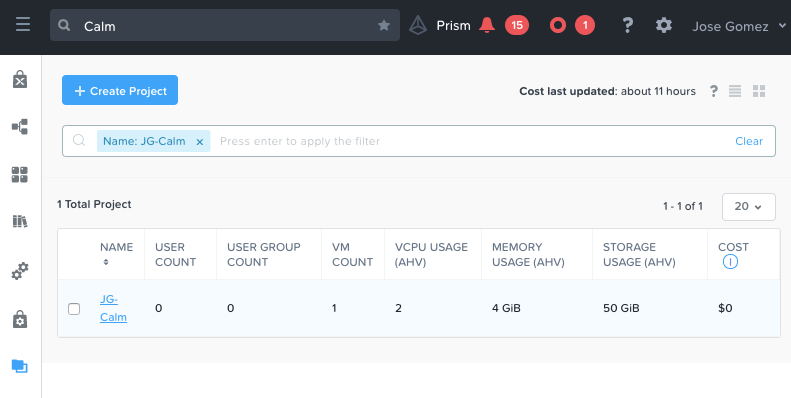 Calm
Prism
15
1
?
Jose Gomez
+ Create Project
Cost last updated: about 11 hours
?
Name: JG-Calm ×
Press enter to apply the filter
Clear
1 Total Project
1 - 1 of 1
20
NAME
USER COUNT
USER GROUP COUNT
VM COUNT
VCPU USAGE (AHV)
MEMORY USAGE (AHV)
STORAGE USAGE (AHV)
COST
JG-Calm
0
0
1
2
4 GiB
50 GiB
$0